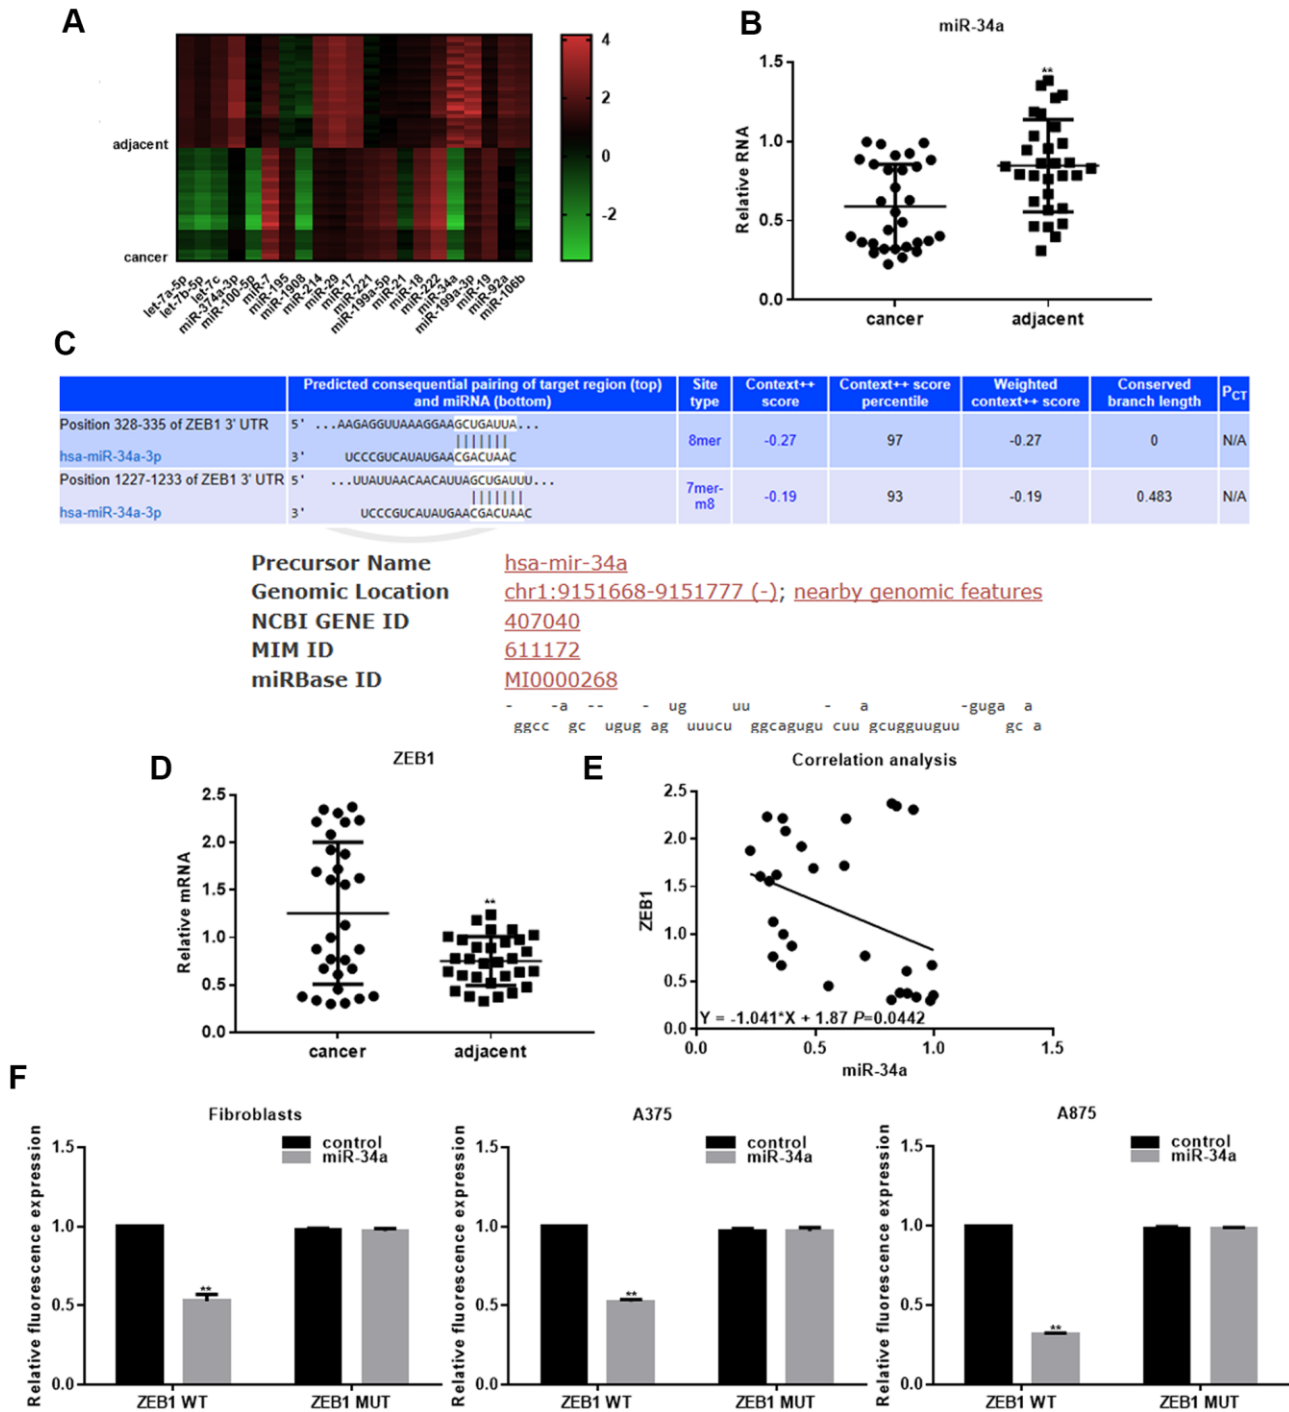 A
adjacent
cancer
4
2
0
-2
let-7a-5p
let-7b-5p
let-7c
miR-374a-3p
miR-100-5p
miR-7
miR-195
miR-1908
miR-214
miR-29
miR-17
miR-221
miR-199a-5p
miR-21
miR-18
miR-222
miR-34a
miR-199a-3p
miR-19
miR-92a
miR-106b
B
miR-34a
Relative RNA
1.5
1.0
0.5
0.0
**
cancer adjacent
C
Predicted consequential pairing of target region (top) and miRNA (bottom)
Site type
Context++ score
Context++ score percentile
Weighted context++ score
Conserved branch length
PCT
Position 328-335 of ZEB1 3' UTR 5' ...AAGAGGUUAAAGGAAGCUGAUUA... 8mer -0.27 97 -0.27 0 N/A
hsa-miR-34a-3p 3' UCCCGUCAUAUGAACGACUAAC
Position 1227-1233 of ZEB1 3' UTR 5' ...UUAUUAACAACAUUAGCUGAUUU... 7mer-m8 -0.19 93 -0.19 0.483 N/A
hsa-miR-34a-3p 3' UCCCGUCAUAUGAACGACUAAC
Precursor Name hsa-mir-34a
Genomic Location chr1:9151668-9151777 (-); nearby genomic features
NCBI GENE ID 407040
MIM ID 611172
miRBase ID MI0000268
- -a -- - ug uu - a -guga a
ggcc gc ugug ag uuucu ggcagugu cuu gcugguuguu gc a
D
ZEB1
Relative mRNA
2.5
2.0
1.5
1.0
0.5
0.0
**
cancer adjacent
E
Correlation analysis
ZEB1
2.5
2.0
1.5
1.0
0.5
0.0
Y = -1.041*X + 1.87 P=0.0442
0.0 0.5 1.0 1.5
miR-34a
F
Fibroblasts
Relative fluorescence expression
1.5
1.0
0.5
0.0
control
miR-34a
**
ZEB1 WT ZEB1 MUT
A375
Relative fluorescence expression
1.5
1.0
0.5
0.0
control
miR-34a
**
ZEB1 WT ZEB1 MUT
A875
Relative fluorescence expression
1.5
1.0
0.5
0.0
control
miR-34a
**
ZEB1 WT ZEB1 MUT